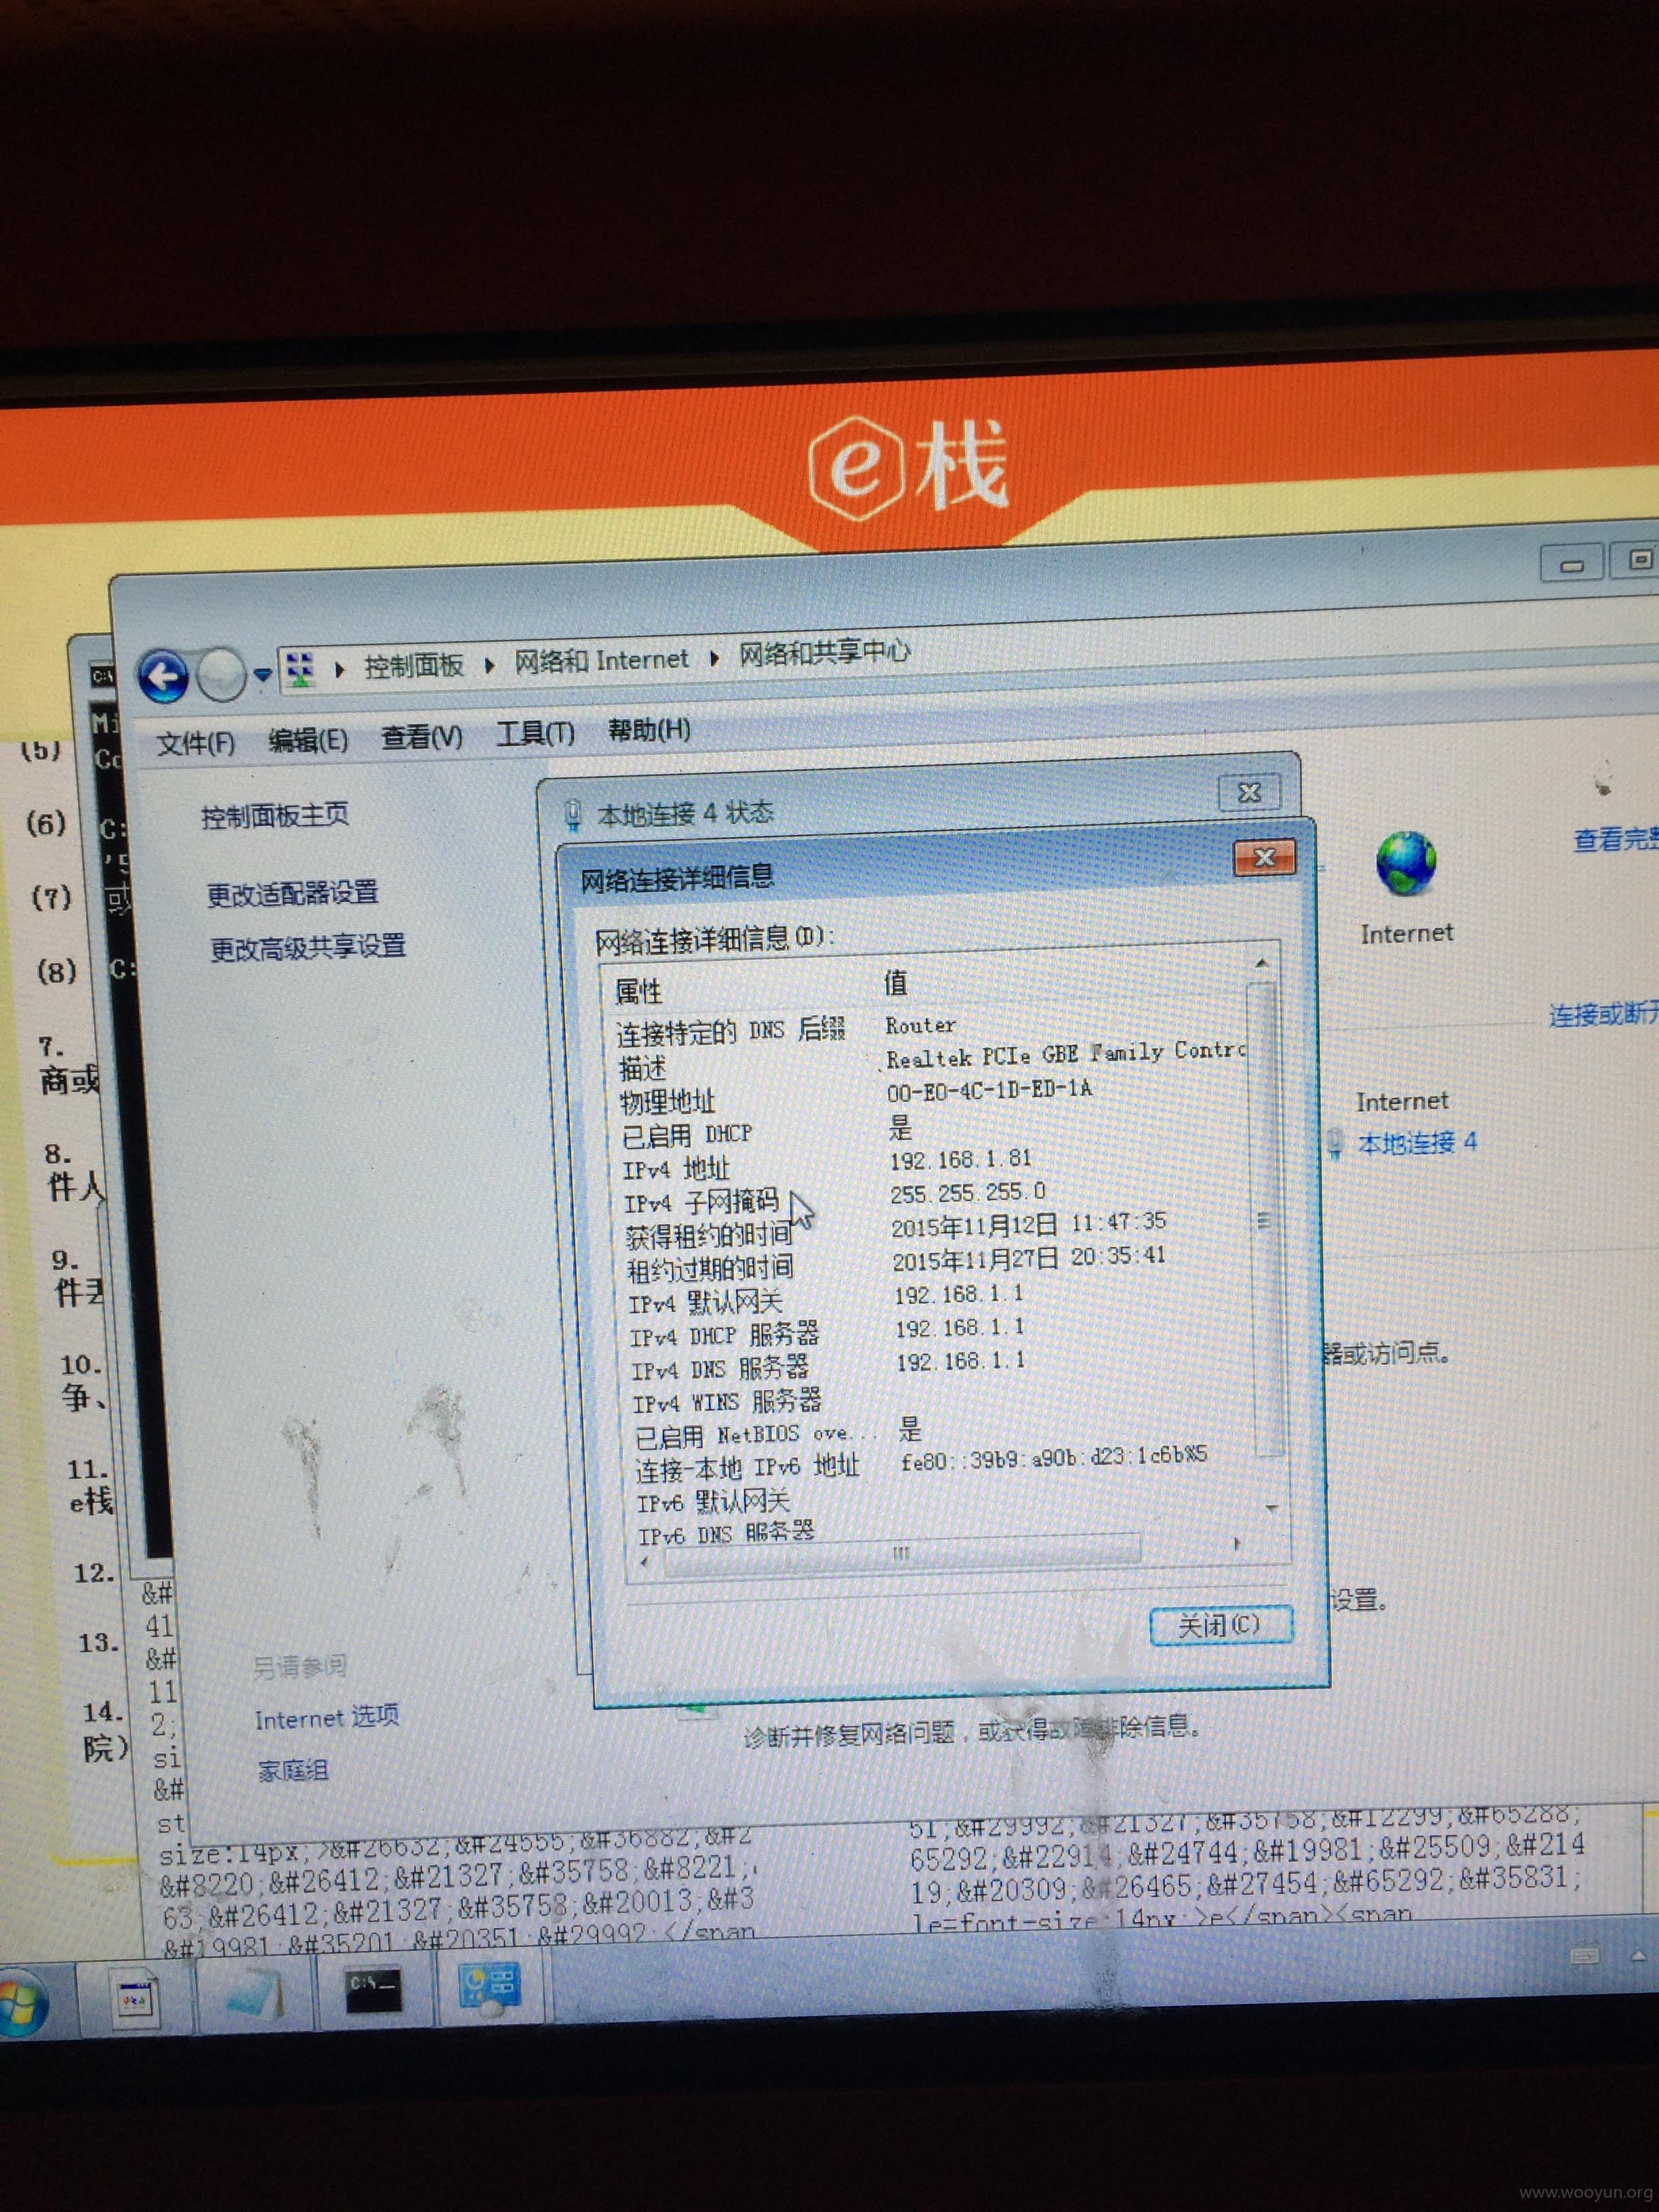 e栈
控制面板 ▸ 网络和 Internet ▸ 网络和共享中心
文件(F) 编辑(E) 查看(V) 工具(T) 帮助(H)
控制面板主页
更改适配器设置
更改高级共享设置
另请参阅
Internet 选项
家庭组
本地连接 4 状态
网络连接详细信息
网络连接详细信息(D):
属性 值
连接特定的 DNS 后缀 Router
描述 Realtek PCIe GBE Family Contro
物理地址 00-E0-4C-1D-ED-1A
已启用 DHCP 是
IPv4 地址 192.168.1.81
IPv4 子网掩码 255.255.255.0
获得租约的时间 2015年11月12日 11:47:35
租约过期的时间 2015年11月27日 20:35:41
IPv4 默认网关 192.168.1.1
IPv4 DHCP 服务器 192.168.1.1
IPv4 DNS 服务器 192.168.1.1
IPv4 WINS 服务器
已启用 NetBIOS ove... 是
连接-本地 IPv6 地址 fe80::39b9:a90b:d23:1c6b%5
IPv6 默认网关
IPv6 DNS 服务器
关闭(C)
查看完整
Internet
连接或断开
Internet
本地连接 4
器或访问点。
设置。
诊断并修复网络问题，或获得故障排除信息。
(5)
(6)
(7)
(8)
7.
商或
8.
件人
9.
件丢
10.
争、
11.
e栈
12.
13.
14.
院)
Mi
Co
C:
C:
&#
41
&#
11
2;
si
&#
st
size:14px;>&#26632;&#24555;&#36882;&#2
&#8220;&#26412;&#21327;&#35758;&#8221;
63;&#26412;&#21327;&#35758;&#20013;&#3
&#19981;&#35201;&#20351;&#29992;</span
51;&#29992;&#21327;&#35758;&#12299;&#65288;
65292;&#22914;&#24744;&#19981;&#25509;&#214
19;&#20309;&#26465;&#27454;&#65292;&#35831;
le=font-size:14px;>e</span><span
C:\_
www.wooyun.org